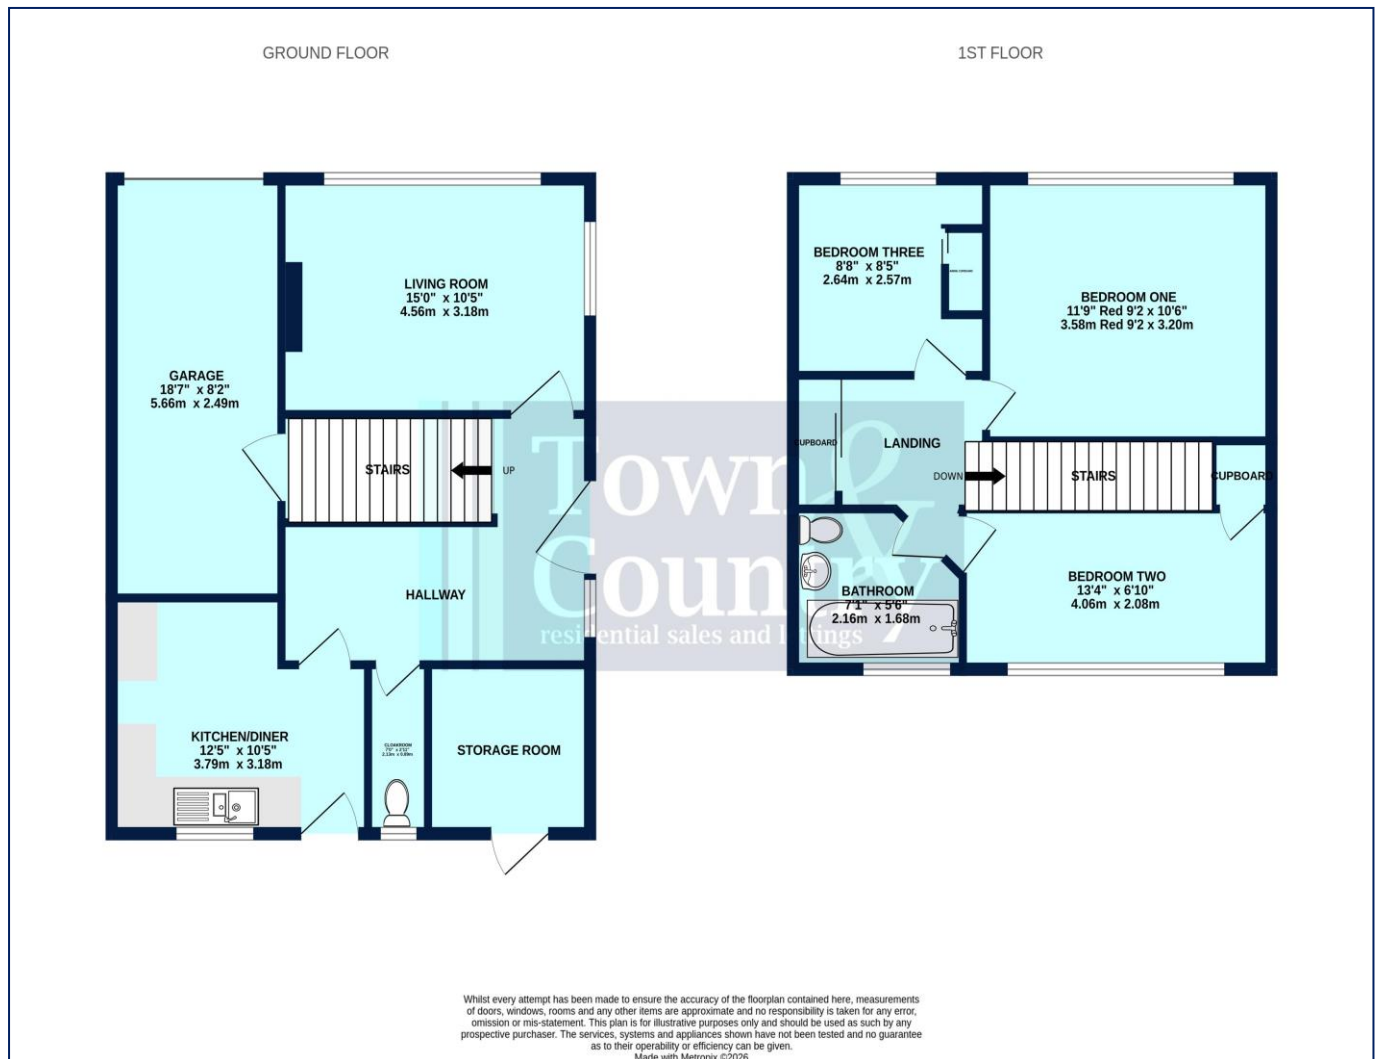 GROUND FLOOR
1ST FLOOR
LIVING ROOM
15'0" x 10'5"
4.56m x 3.18m
GARAGE
18'7" x 8'2"
5.66m x 2.49m
STAIRS
UP
HALLWAY
KITCHEN/DINER
12'5" x 10'5"
3.79m x 3.18m
CLOAKROOM
STORAGE ROOM
BEDROOM THREE
8'8" x 8'5"
2.64m x 2.57m
BEDROOM ONE
11'9" Red 9'2 x 10'6"
3.58m Red 9'2 x 3.20m
CUPBOARD
LANDING
DOWN
STAIRS
CUPBOARD
BATHROOM
7'1" x 5'6"
2.16m x 1.68m
BEDROOM TWO
13'4" x 6'10"
4.06m x 2.08m
Town &
Country
residential sales and lettings
Whilst every attempt has been made to ensure the accuracy of the floorplan contained here, measurements
of doors, windows, rooms and any other items are approximate and no responsibility is taken for any error,
omission or mis-statement. This plan is for illustrative purposes only and should be used as such by any
prospective purchaser. The services, systems and appliances shown have not been tested and no guarantee
as to their operability or efficiency can be given.
Made with Metropix ©2026